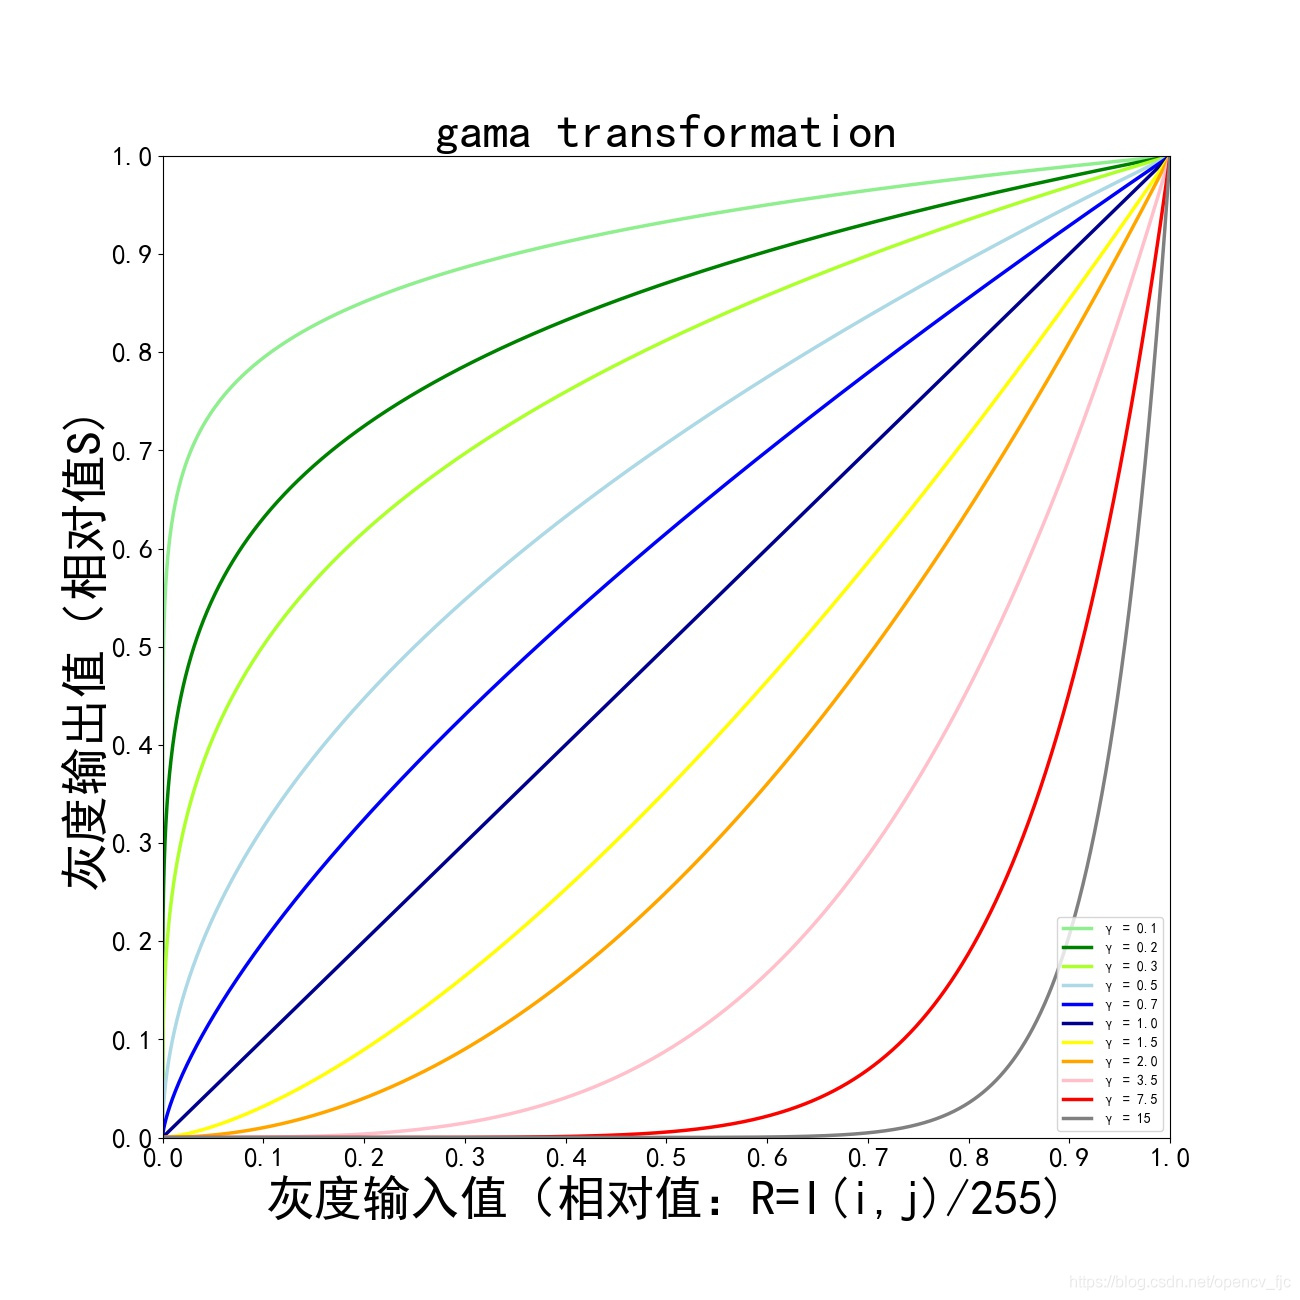 gama transformation
1.0
0.9
0.8
0.7
0.6
0.5
0.4
0.3
0.2
0.1
0.0
灰度输出值（相对值S）
γ = 0.1
γ = 0.2
γ = 0.3
γ = 0.5
γ = 0.7
γ = 1.0
γ = 1.5
γ = 2.0
γ = 3.5
γ = 7.5
γ = 15
0.0 0.1 0.2 0.3 0.4 0.5 0.6 0.7 0.8 0.9 1.0
灰度输入值（相对值：R=I(i,j)/255)
https://blog.csdn.net/opencv_fjc